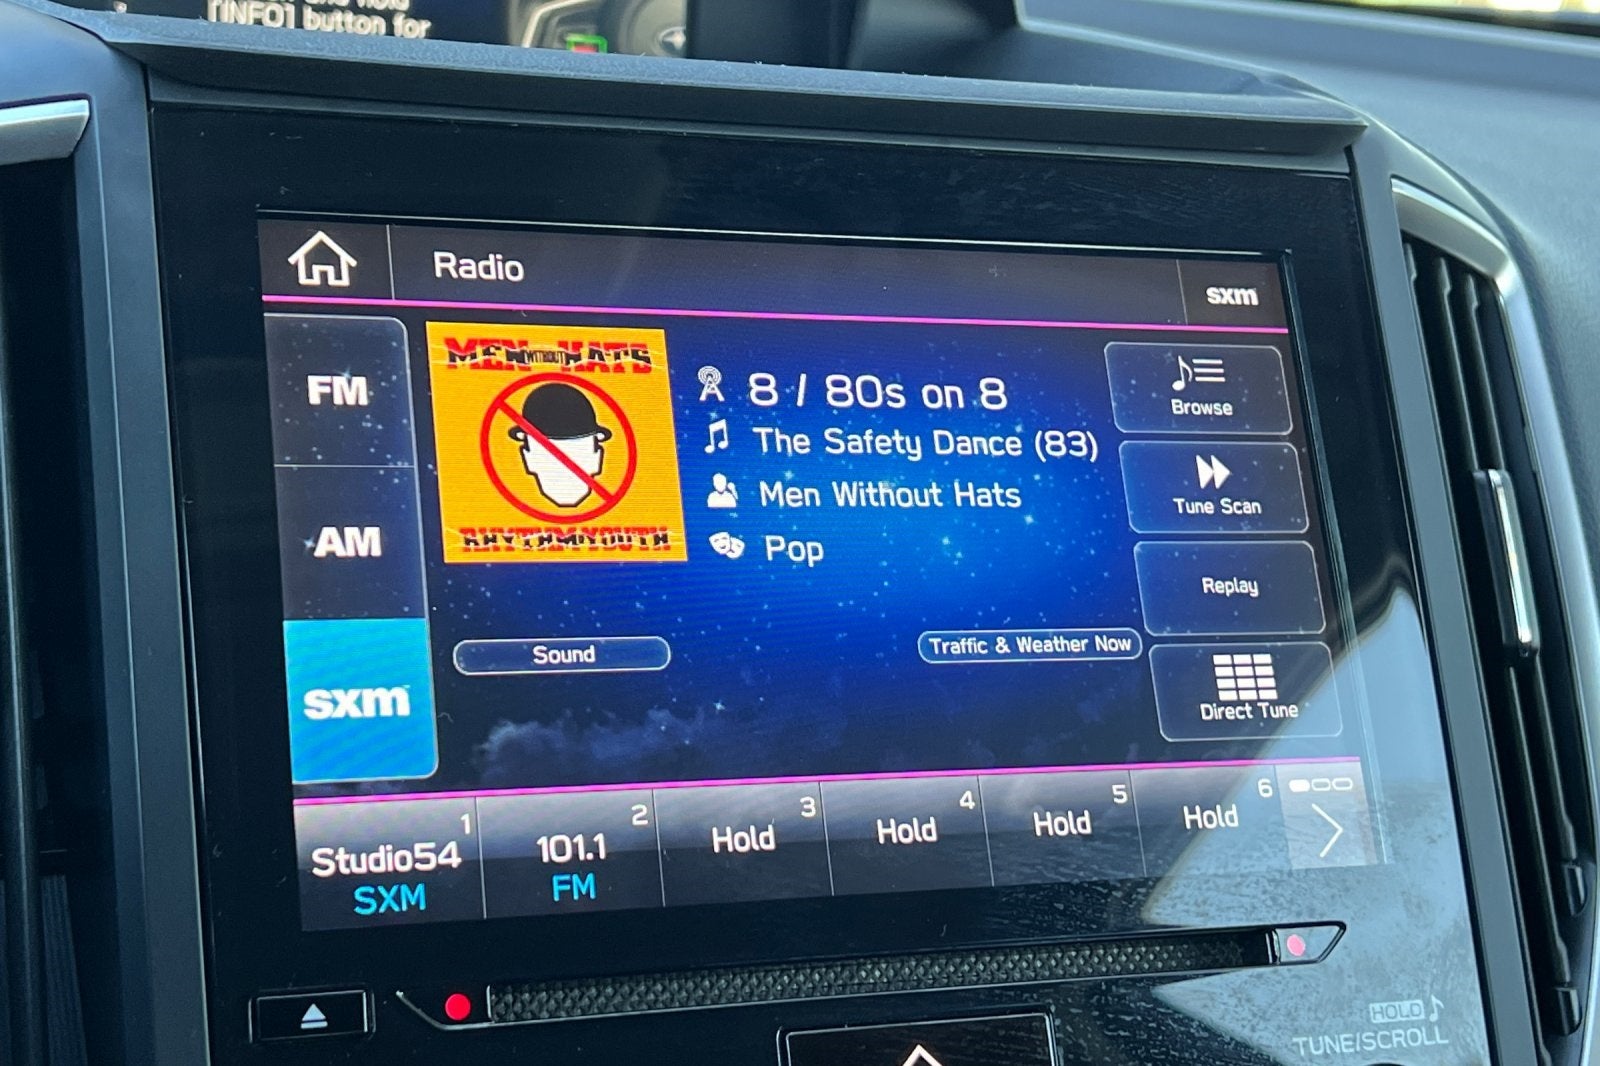 [INFO] button for
Radio
sxm
FM
AM
sxm
MEN WITHOUT HATS
RHYTHM OF YOUTH
8 / 80s on 8
The Safety Dance (83)
Men Without Hats
Pop
Sound
Traffic & Weather Now
Browse
Tune Scan
Replay
Direct Tune
1
Studio54
SXM
2
101.1
FM
3
Hold
4
Hold
5
Hold
6
Hold
HOLD
TUNE/SCROLL